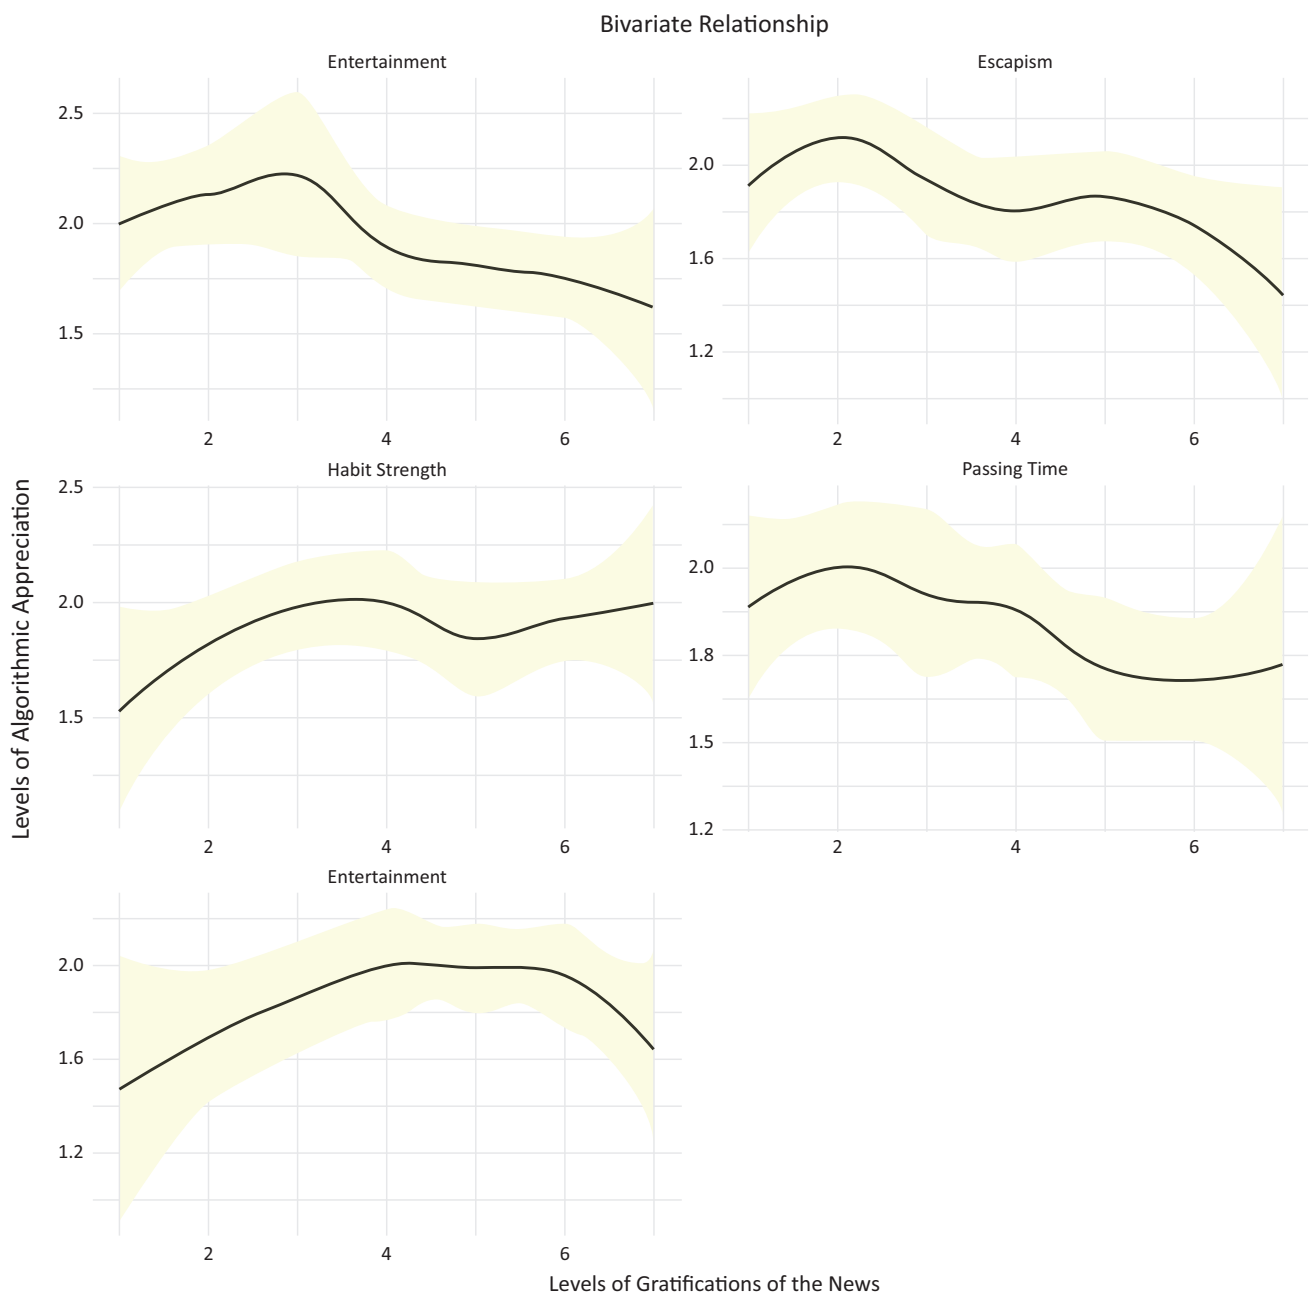 Bivariate Relationship
Entertainment
2.5
2.0
1.5
2 4 6
Escapism
2.0
1.6
1.2
2 4 6
Levels of Algorithmic Appreciation
Habit Strength
2.5
2.0
1.5
2 4 6
Passing Time
2.0
1.8
1.5
1.2
2 4 6
Entertainment
2.0
1.6
1.2
2 4 6
Levels of Gratifications of the News